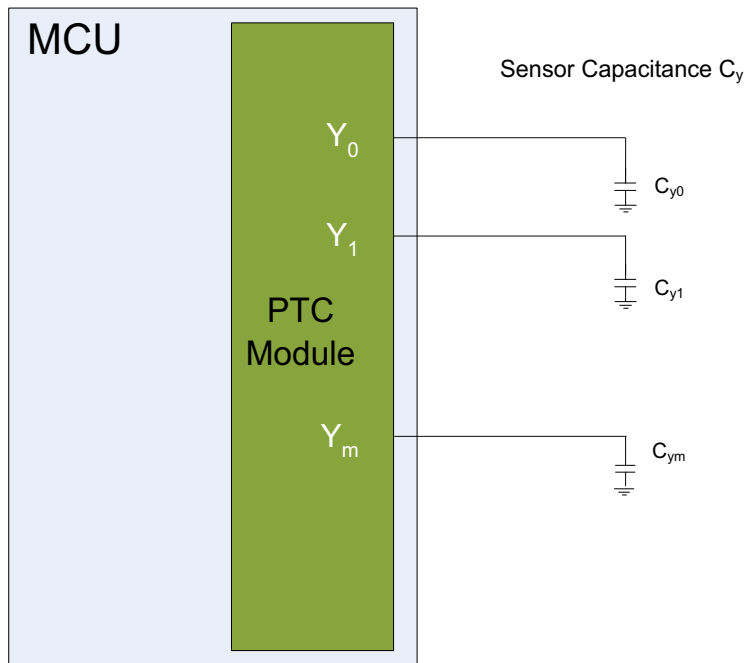 MCU
Sensor Capacitance Cy
Y0
Cy0
Y1
Cy1
PTC
Module
Ym
Cym